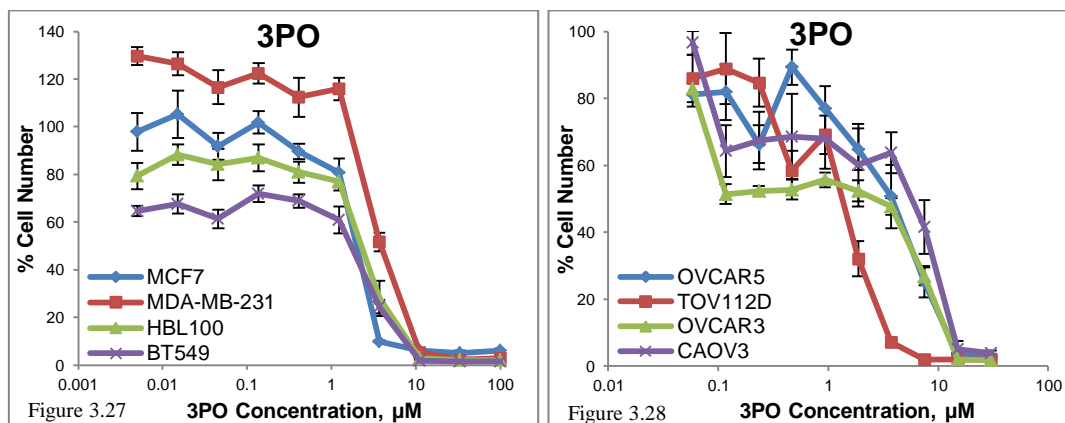 3PO
140
120
100
80
60
40
20
0
% Cell Number
MCF7
MDA-MB-231
HBL100
BT549
0.001 0.01 0.1 1 10 100
Figure 3.27
3PO Concentration, µM
3PO
100
80
60
40
20
0
% Cell Number
OVCAR5
TOV112D
OVCAR3
CAOV3
0.01 0.1 1 10 100
Figure 3.28
3PO Concentration, µM